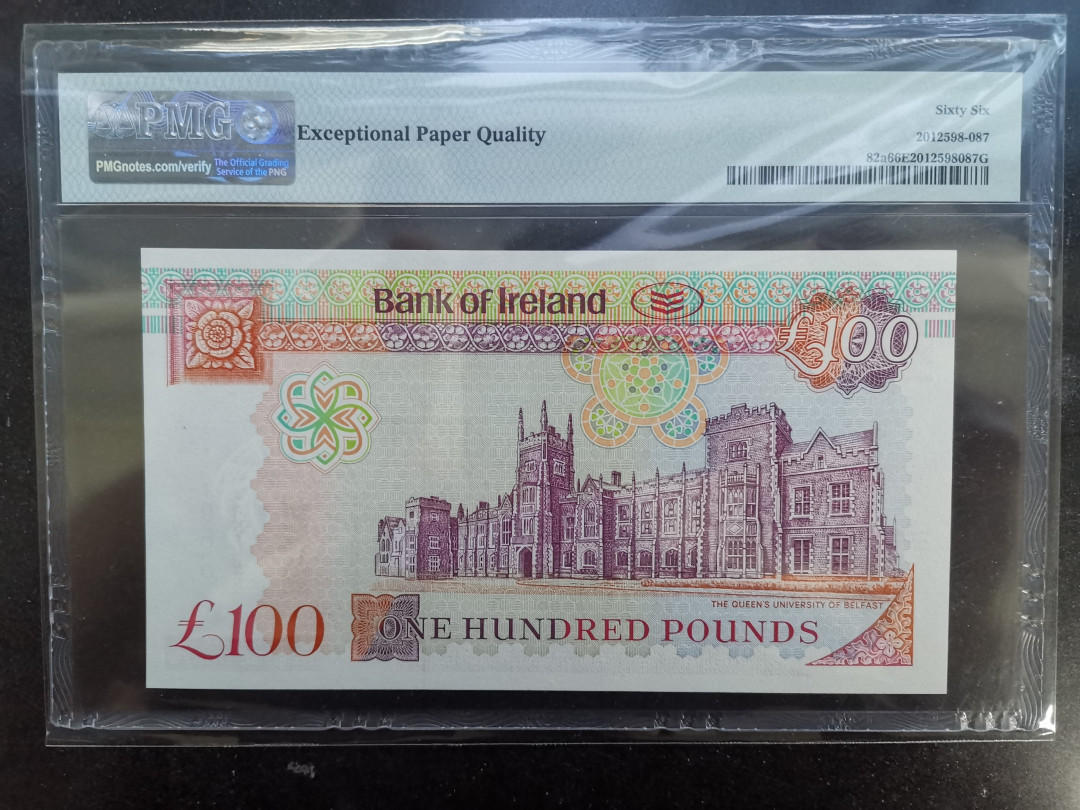 PMG
PMGnotes.com/verify
The Official Grading
Service of the PNG
Exceptional Paper Quality
Sixty Six
2012598-087
82a66E2012598087G
Bank of Ireland
£100
THE QUEEN'S UNIVERSITY OF BELFAST
£100
ONE HUNDRED POUNDS